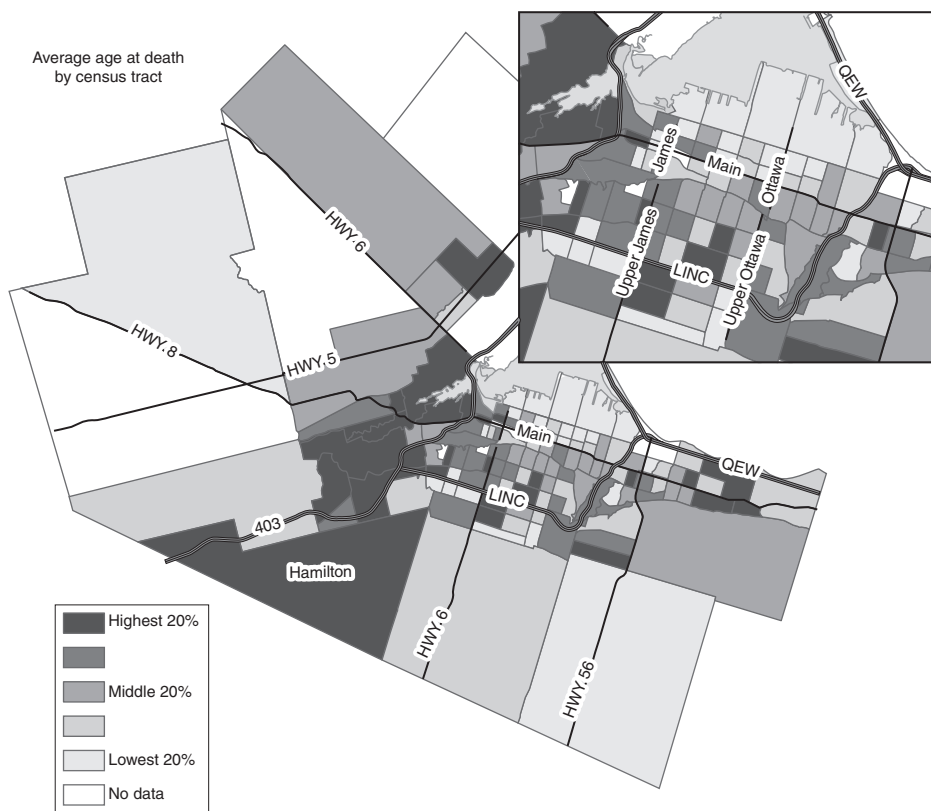 Average age at death
by census tract
QEW
James
Main
Ottawa
Upper James
LINC
Upper Ottawa
HWY.6
HWY.8
HWY.5
Main
QEW
LINC
403
Hamilton
HWY.6
HWY.56
Highest 20%
Middle 20%
Lowest 20%
No data